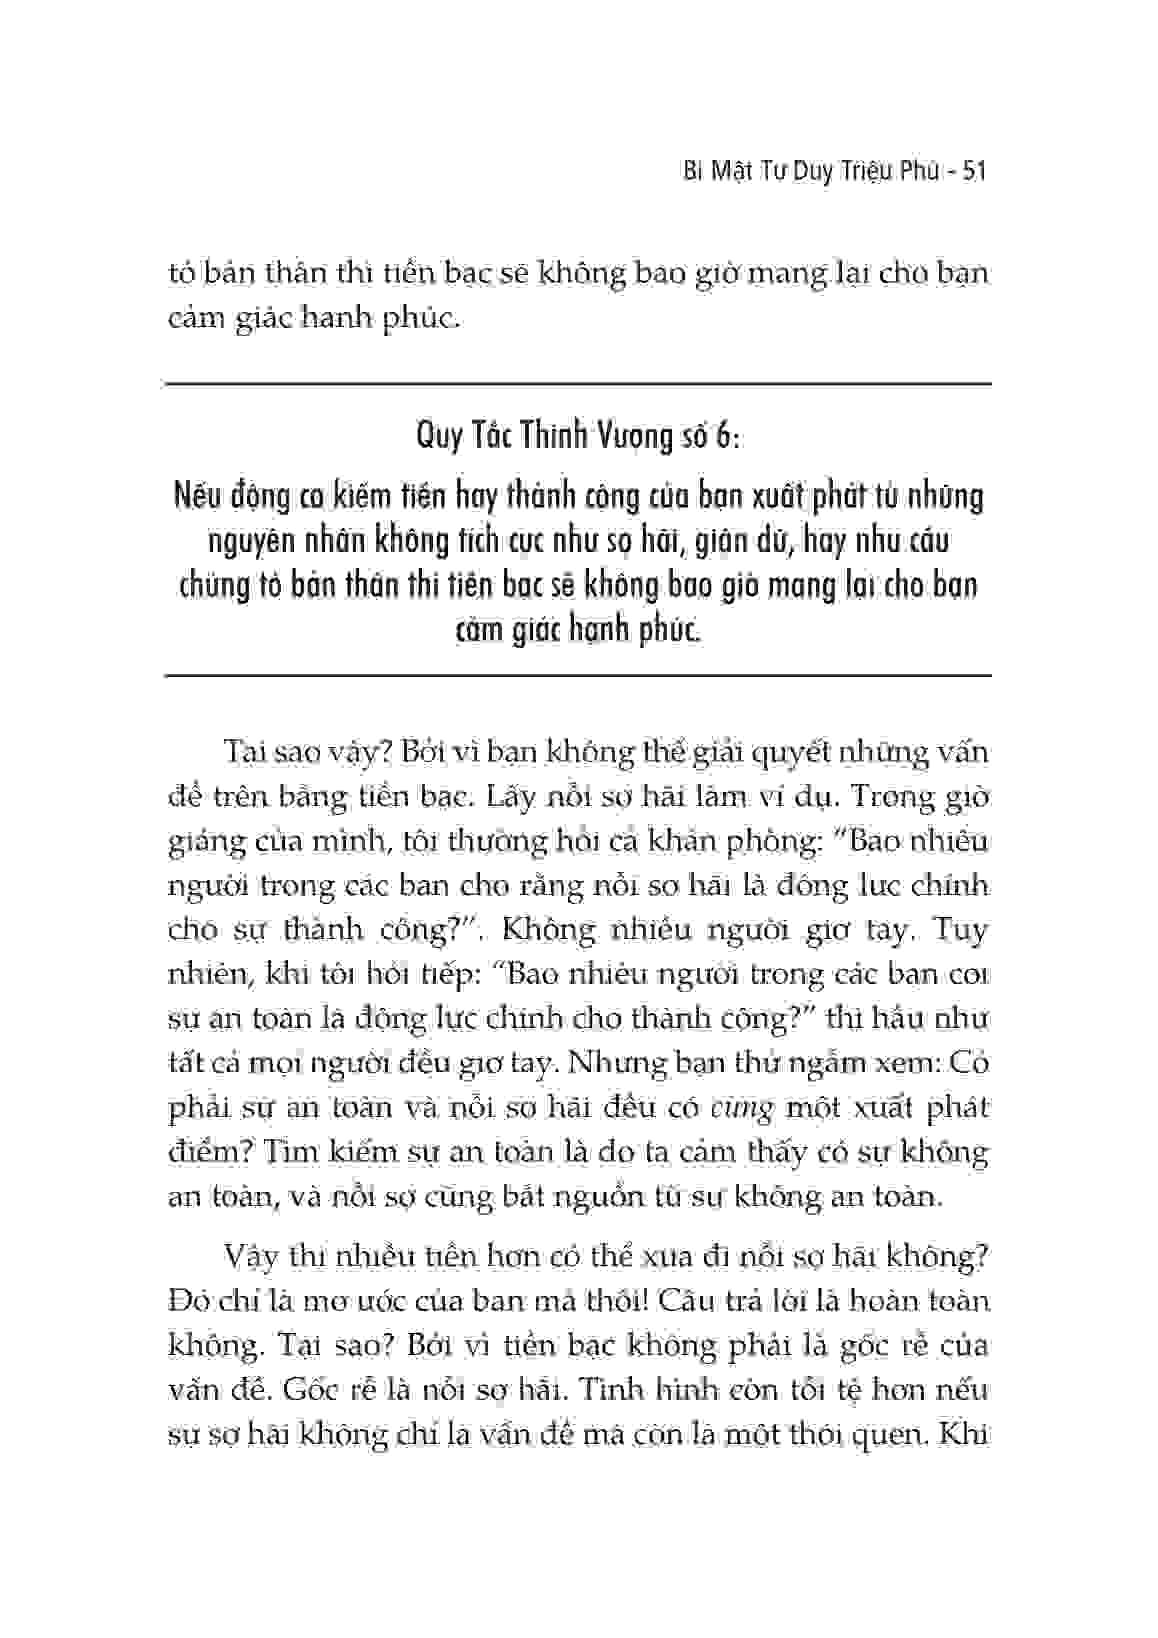 Bí Mật Tư Duy Triệu Phú - 51
tỏ bản thân thì tiền bạc sẽ không bao giờ mang lại cho bạn
cảm giác hạnh phúc.
Quy Tắc Thịnh Vượng số 6:
Nếu động cơ kiếm tiền hay thành công của bạn xuất phát từ những
nguyên nhân không tích cực như sợ hãi, giận dữ, hay nhu cầu
chứng tỏ bản thân thì tiền bạc sẽ không bao giờ mang lại cho bạn
cảm giác hạnh phúc.
Tại sao vậy? Bởi vì bạn không thể giải quyết những vấn
đề trên bằng tiền bạc. Lấy nỗi sợ hãi làm ví dụ. Trong giờ
giảng của mình, tôi thường hỏi cả khán phòng: “Bao nhiêu
người trong các bạn cho rằng nỗi sợ hãi là động lực chính
cho sự thành công?”. Không nhiều người giơ tay. Tuy
nhiên, khi tôi hỏi tiếp: “Bao nhiêu người trong các bạn coi
sự an toàn là động lực chính cho thành công?” thì hầu như
tất cả mọi người đều giơ tay. Nhưng bạn thử ngẫm xem: Có
phải sự an toàn và nỗi sợ hãi đều có cùng một xuất phát
điểm? Tìm kiếm sự an toàn là do ta cảm thấy có sự không
an toàn, và nỗi sợ cũng bắt nguồn từ sự không an toàn.
Vậy thì nhiều tiền hơn có thể xua đi nỗi sợ hãi không?
Đó chỉ là mơ ước của bạn mà thôi! Câu trả lời là hoàn toàn
không. Tại sao? Bởi vì tiền bạc không phải là gốc rễ của
vấn đề. Gốc rễ là nỗi sợ hãi. Tình hình còn tồi tệ hơn nếu
sự sợ hãi không chỉ là vấn đề mà còn là một thói quen. Khi